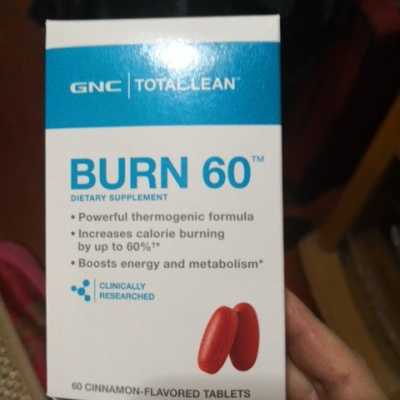 GNC | TOTAL LEAN™
BURN 60™
DIETARY SUPPLEMENT
• Powerful thermogenic formula
• Increases calorie burning
by up to 60%†*
• Boosts energy and metabolism*
CLINICALLY
RESEARCHED
60 CINNAMON-FLAVORED TABLETS